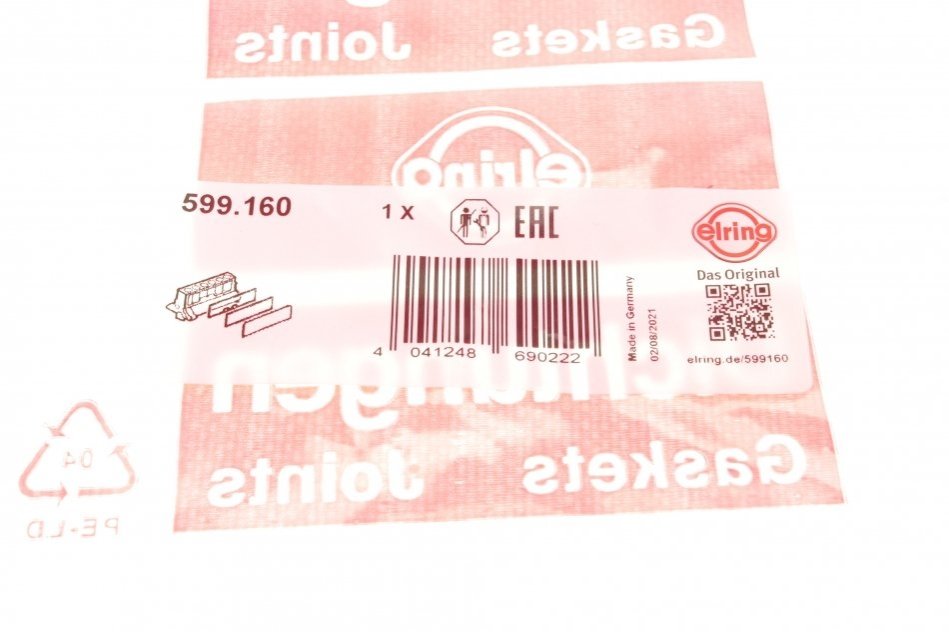 Joints Gaskets
elring
599.160
1 X
EAC
elring
Das Original
Made in Germany
02/08/2021
4 041248 690222
elring.de/599160
Joints Gaskets
04
PE-LD